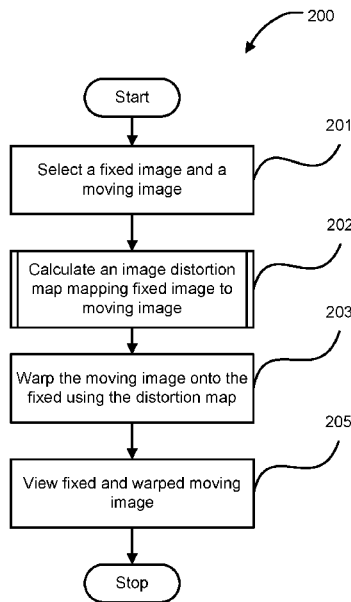 200
Start
201
Select a fixed image and a
moving image
202
Calculate an image distortion
map mapping fixed image to
moving image
203
Warp the moving image onto the
fixed using the distortion map
205
View fixed and warped moving
image
Stop